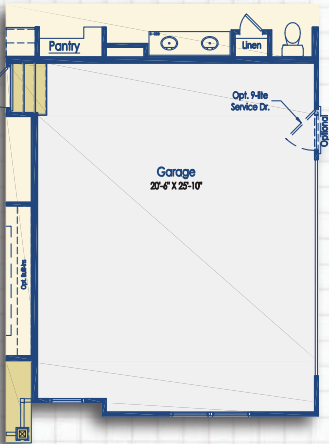 Pantry
Linen
Opt. 9-lite
Service Dr.
Optional
Garage
20'-6" X 25'-10"
Opt. Built-ins